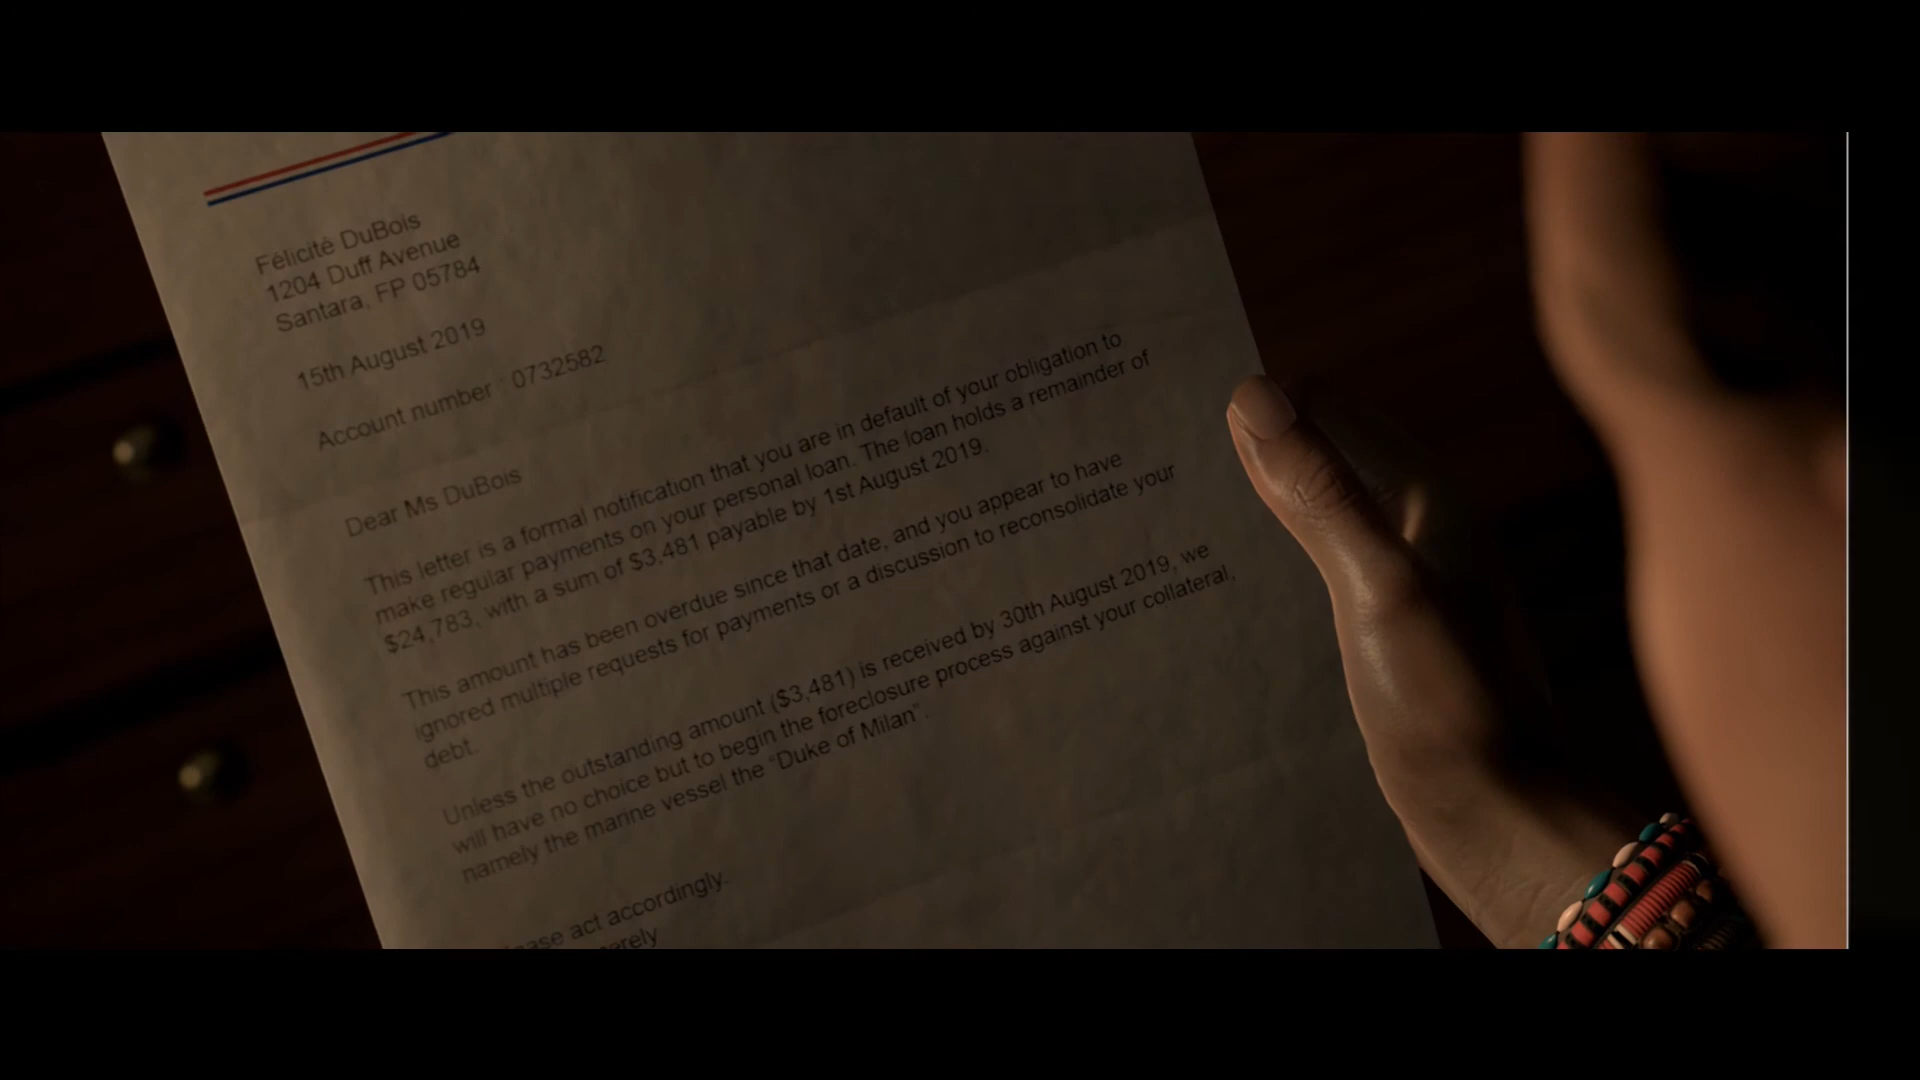 Félicité DuBois
1204 Duff Avenue
Santara, FP 05784
15th August 2019
Account number : 0732582
Dear Ms DuBois
This letter is a formal notification that you are in default of your obligation to
make regular payments on your personal loan. The loan holds a remainder of
$24,783, with a sum of $3,481 payable by 1st August 2019.
This amount has been overdue since that date, and you appear to have
ignored multiple requests for payments or a discussion to reconsolidate your
debt.
Unless the outstanding amount ($3,481) is received by 30th August 2019, we
will have no choice but to begin the foreclosure process against your collateral,
namely the marine vessel the "Duke of Milan".
act accordingly.